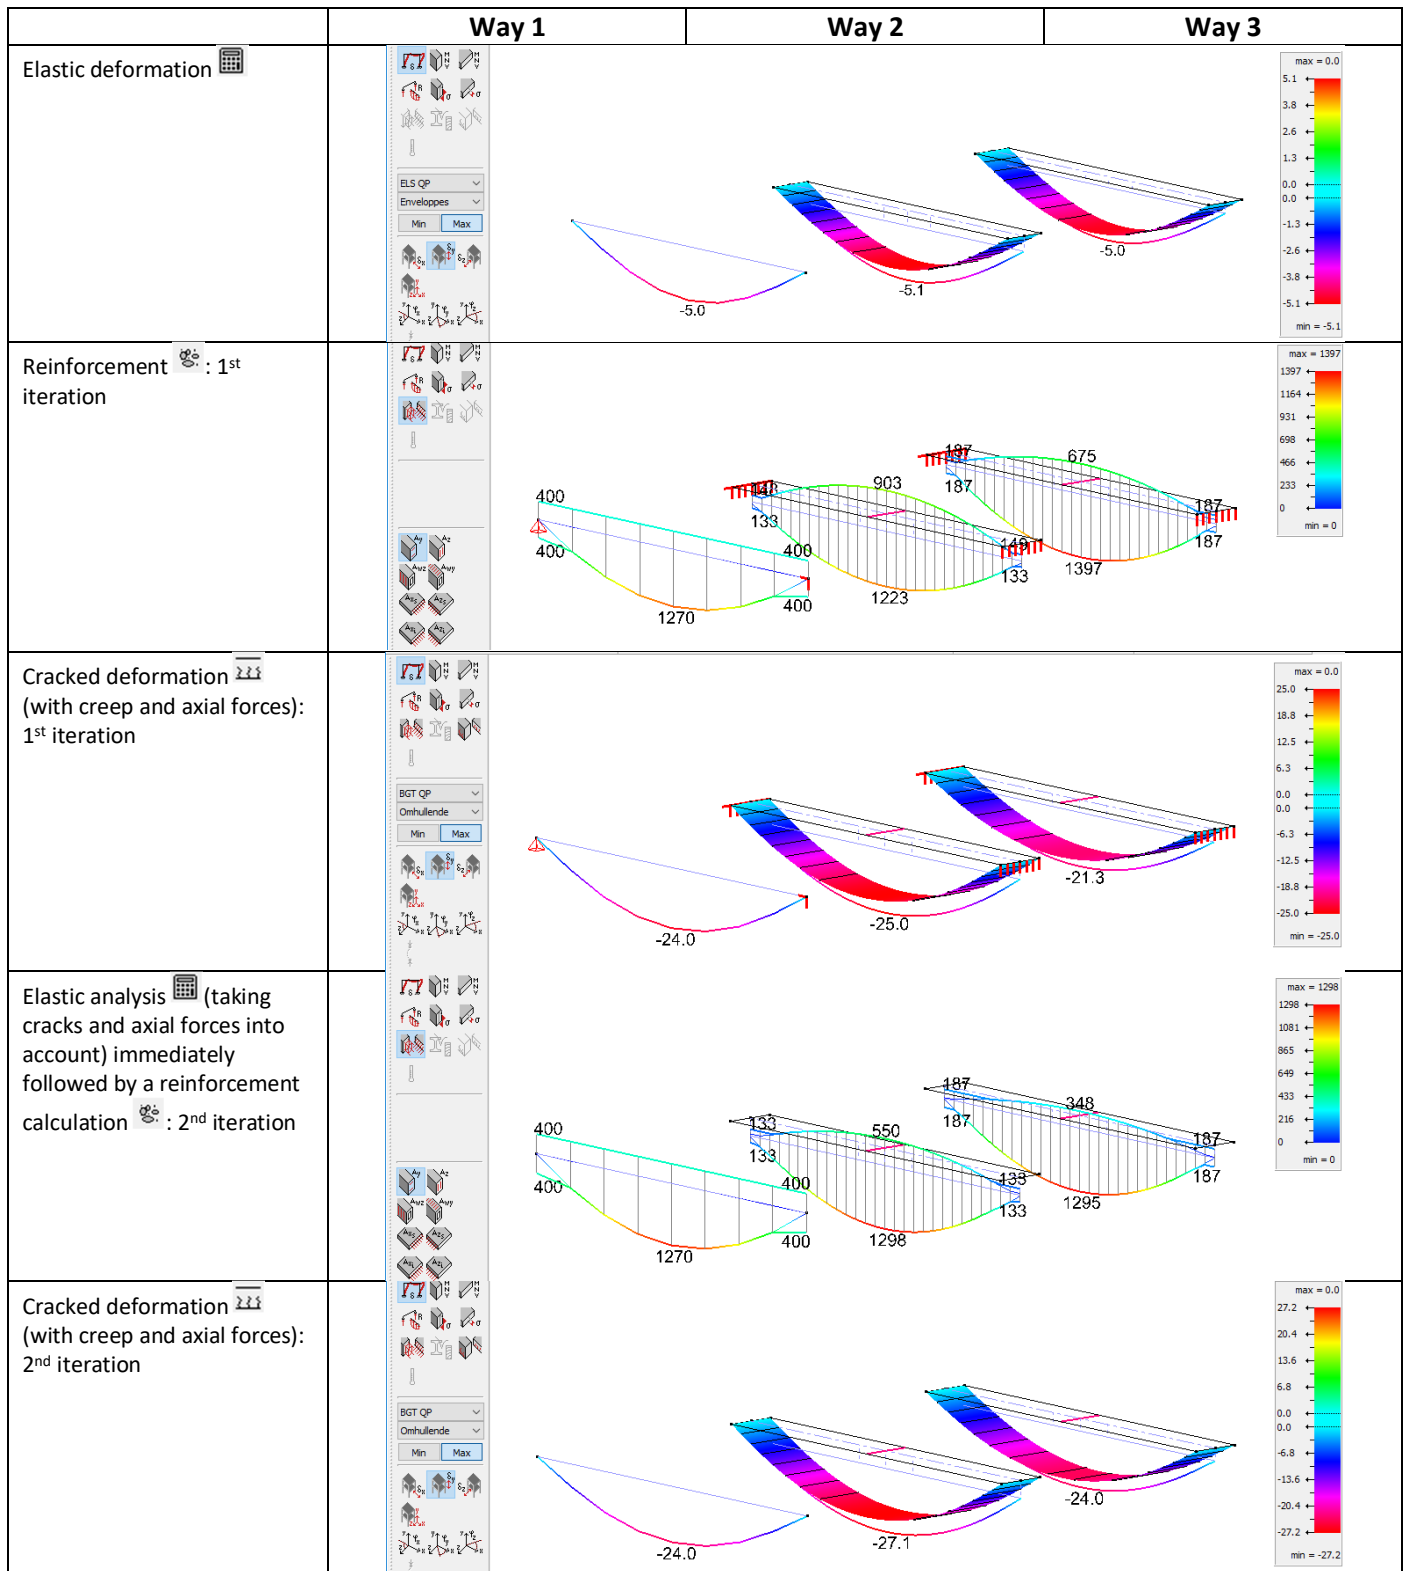 Way 1 Way 2 Way 3
Elastic deformation
ELS QP
Enveloppes
Min Max
-5.0
-5.1
-5.0
max = 0.0
5.1
3.8
2.6
1.3
0.0
0.0
-1.3
-2.6
-3.8
-5.1
min = -5.1
Reinforcement : 1st
iteration
400
400
1270
400
400
903
133
1223
149
133
187
187
675
1397
187
187
max = 1397
1397
1164
931
698
466
233
0
min = 0
Cracked deformation
(with creep and axial forces):
1st iteration
BGT QP
Omhullende
Min Max
-24.0
-25.0
-21.3
max = 0.0
25.0
18.8
12.5
6.3
0.0
0.0
-6.3
-12.5
-18.8
-25.0
min = -25.0
Elastic analysis (taking
cracks and axial forces into
account) immediately
followed by a reinforcement
calculation : 2nd iteration
400
400
1270
400
400
133
133
550
1298
133
133
187
187
348
1295
187
187
max = 1298
1298
1081
865
649
433
216
0
min = 0
Cracked deformation
(with creep and axial forces):
2nd iteration
BGT QP
Omhullende
Min Max
-24.0
-27.1
-24.0
max = 0.0
27.2
20.4
13.6
6.8
0.0
0.0
-6.8
-13.6
-20.4
-27.2
min = -27.2